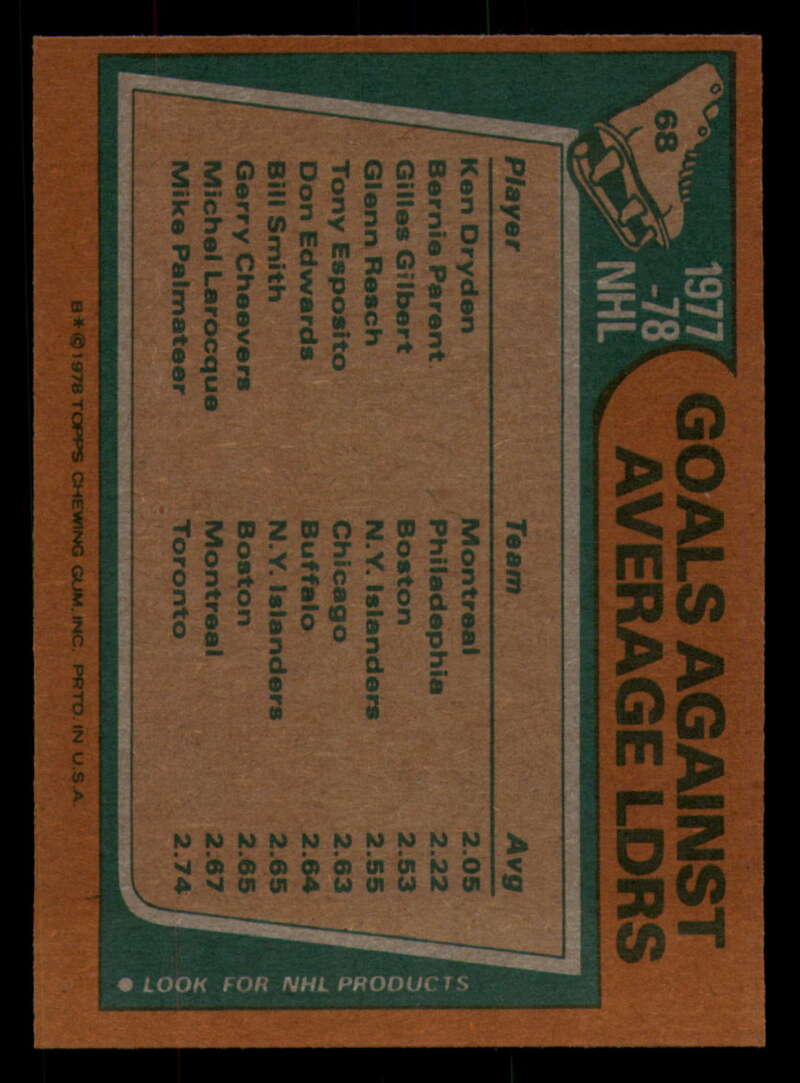 68
1977
-78
NHL
GOALS AGAINST
AVERAGE LDRS
Player Team Avg
Ken Dryden Montreal 2.05
Bernie Parent Philadephia 2.22
Gilles Gilbert Boston 2.53
Glenn Resch N.Y. Islanders 2.55
Tony Esposito Chicago 2.63
Don Edwards Buffalo 2.64
Bill Smith N.Y. Islanders 2.65
Gerry Cheevers Boston 2.65
Michel Larocque Montreal 2.67
Mike Palmateer Toronto 2.74
● LOOK FOR NHL PRODUCTS
B*©1978 TOPPS CHEWING GUM, INC. PRTD. IN U.S.A.